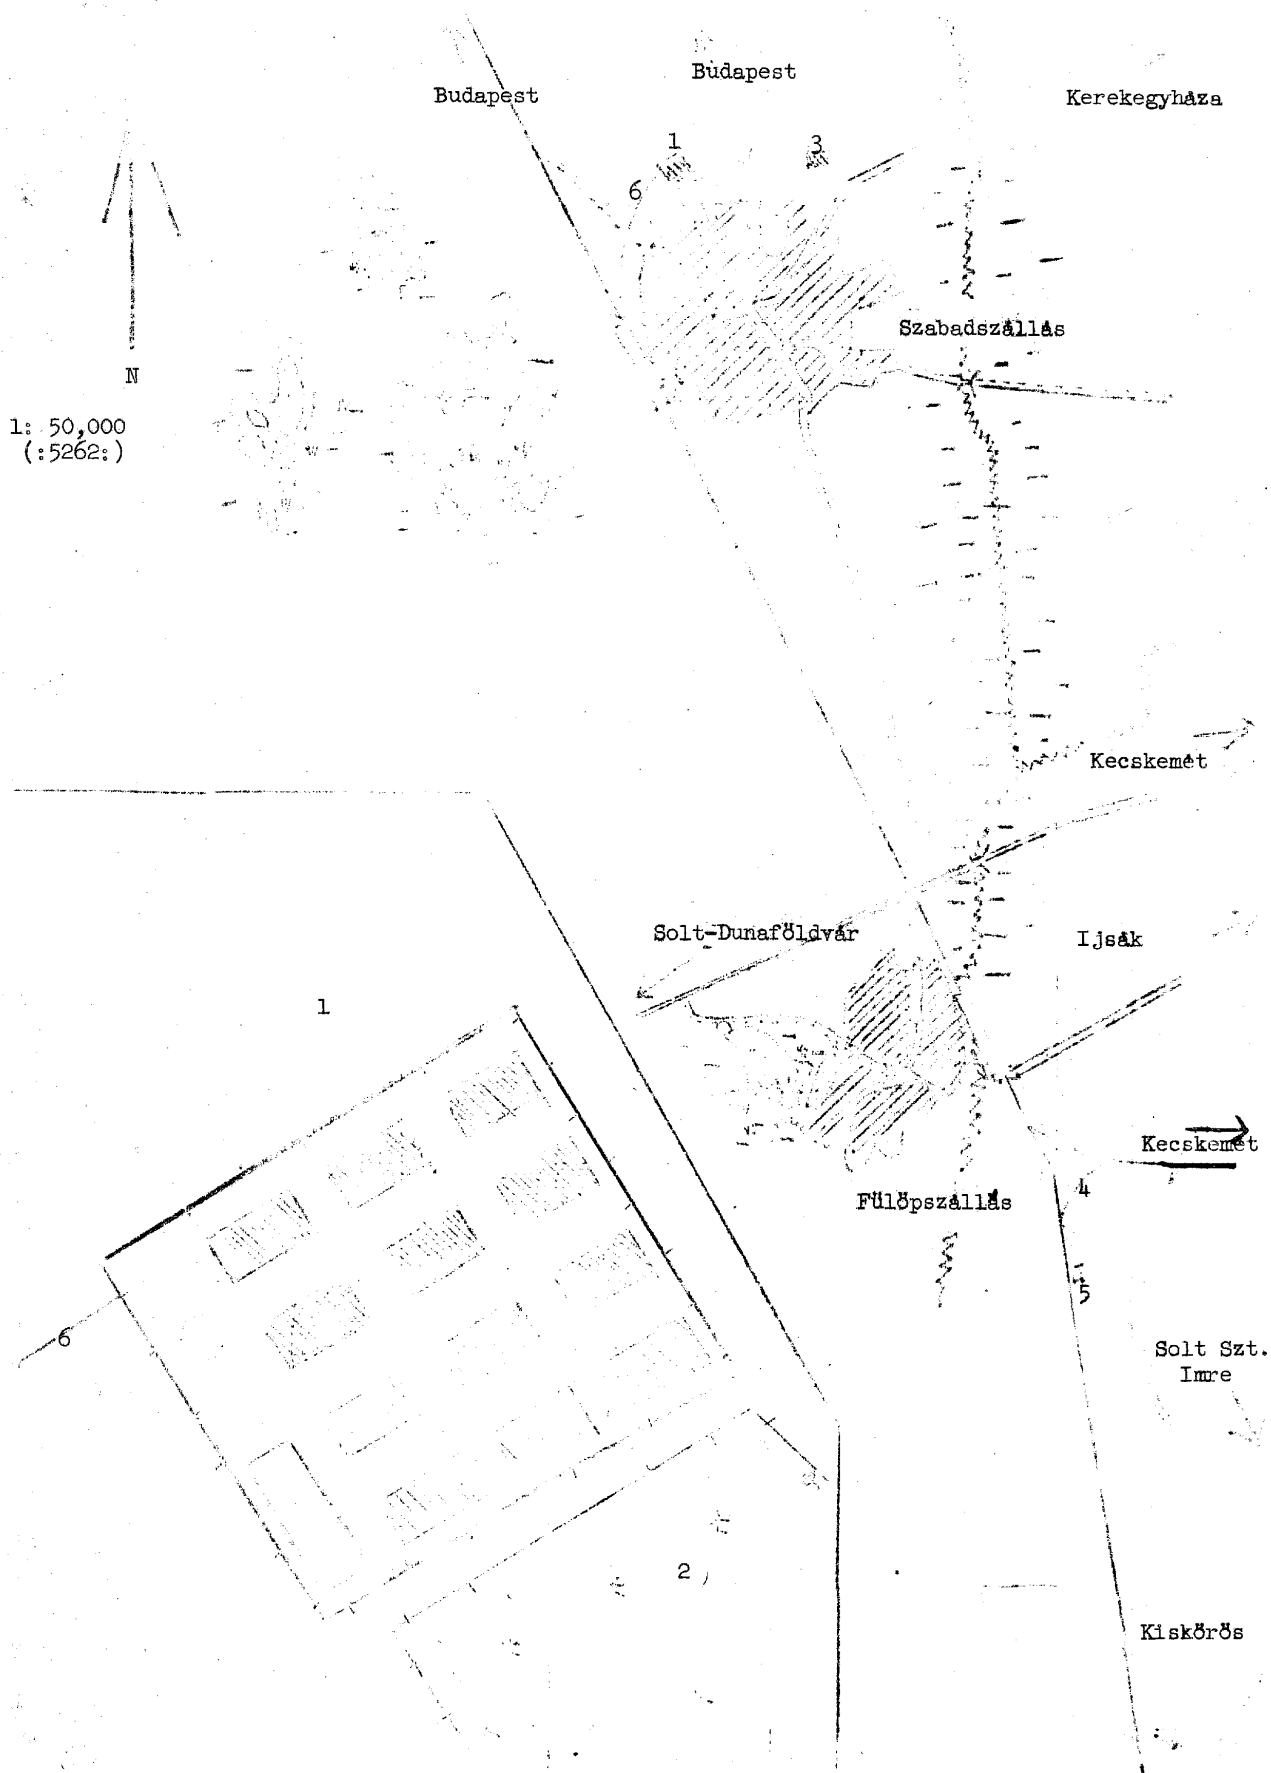 Budapest
Budapest
Kerekegyháza
1
3
6
Szabadszállás
N
1: 50,000
(:5262:)
Kecskemét
Solt-Dunaföldvár
Ijsák
1
Kecskemét
4
Fülöpszállás
5
6
Solt Szt.
Imre
2
Kiskőrös